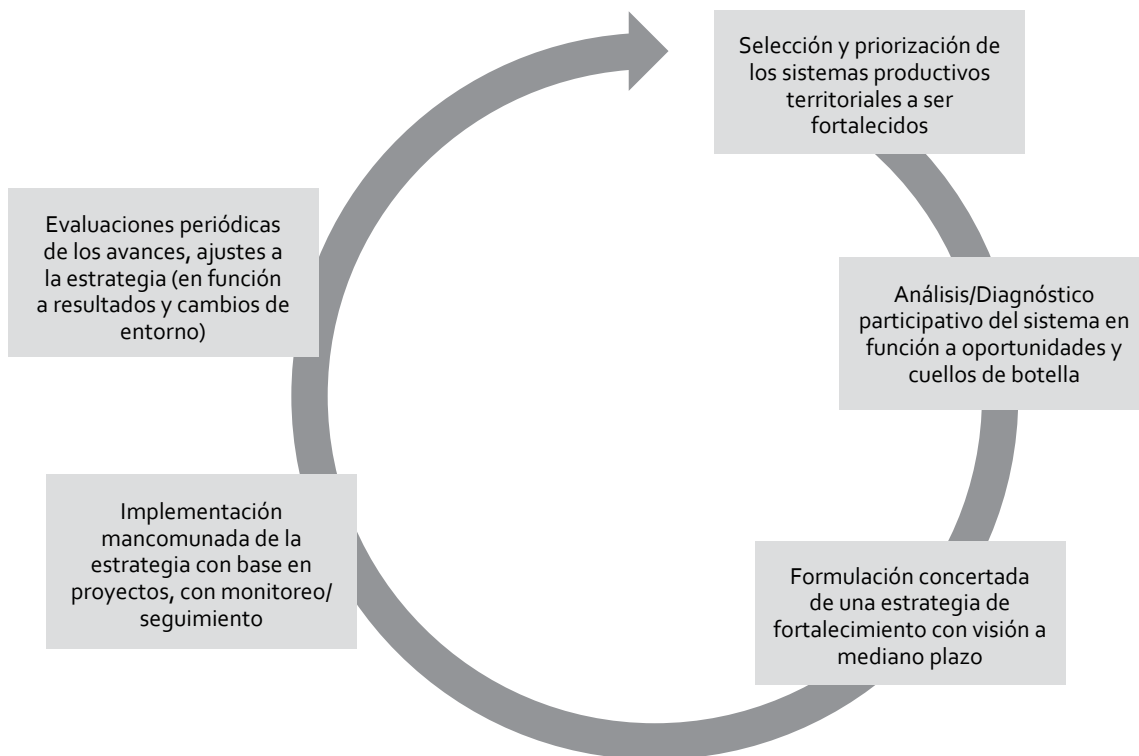 Selección y priorización de
los sistemas productivos
territoriales a ser
fortalecidos
Análisis/Diagnóstico
participativo del sistema en
función a oportunidades y
cuellos de botella
Formulación concertada
de una estrategia de
fortalecimiento con visión a
mediano plazo
Implementación
mancomunada de la
estrategia con base en
proyectos, con monitoreo/
seguimiento
Evaluaciones periódicas
de los avances, ajustes a
la estrategia (en función
a resultados y cambios de
entorno)